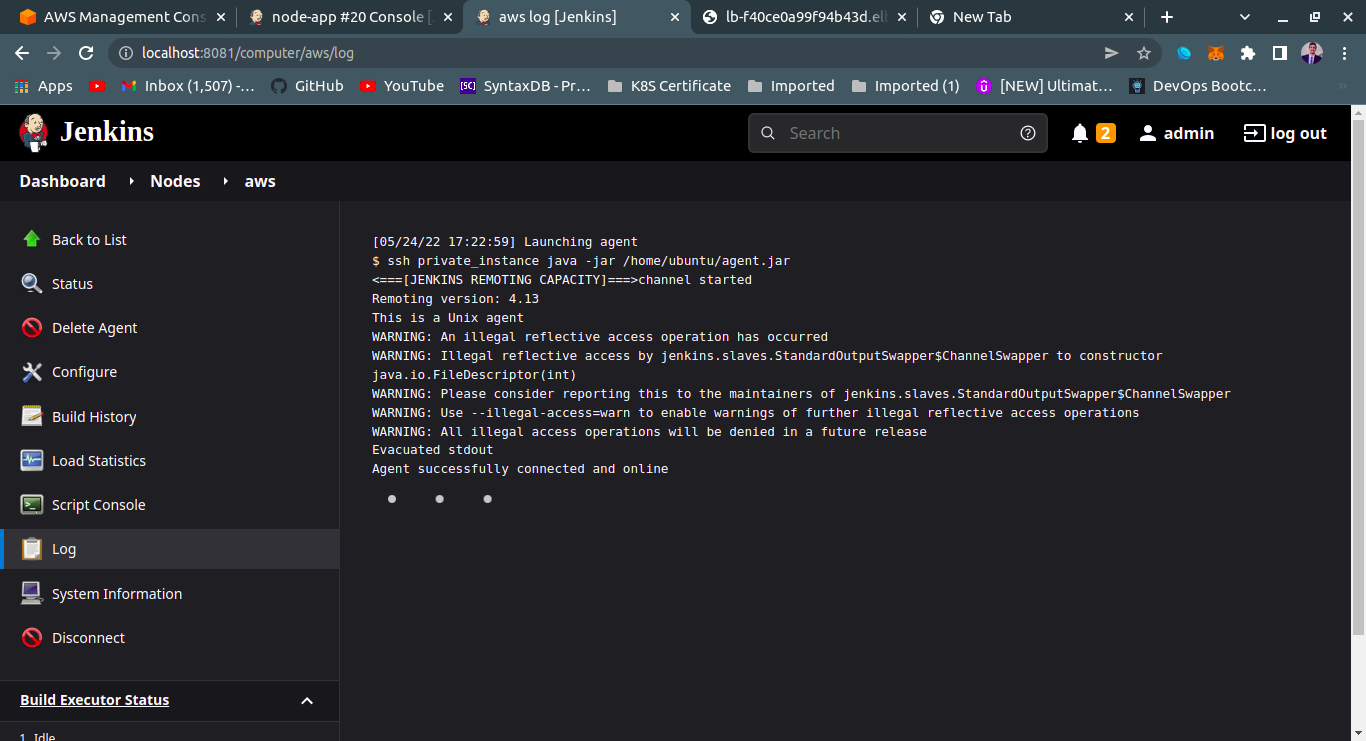 AWS Management Cons
node-app #20 Console [
aws log [Jenkins]
lb-f40ce0a99f94b43d.el
New Tab
localhost:8081/computer/aws/log
Apps
Inbox (1,507) -...
GitHub
YouTube
[SC]
SyntaxDB - Pr...
K8S Certificate
Imported
Imported (1)
[NEW] Ultimat...
DevOps Bootc...
Jenkins
Search
2
admin
log out
Dashboard
Nodes
aws
Back to List
Status
Delete Agent
Configure
Build History
Load Statistics
Script Console
Log
System Information
Disconnect
Build Executor Status
1 Idle
[05/24/22 17:22:59] Launching agent
$ ssh private_instance java -jar /home/ubuntu/agent.jar
<===[JENKINS REMOTING CAPACITY]===>channel started
Remoting version: 4.13
This is a Unix agent
WARNING: An illegal reflective access operation has occurred
WARNING: Illegal reflective access by jenkins.slaves.StandardOutputSwapper$ChannelSwapper to constructor
java.io.FileDescriptor(int)
WARNING: Please consider reporting this to the maintainers of jenkins.slaves.StandardOutputSwapper$ChannelSwapper
WARNING: Use --illegal-access=warn to enable warnings of further illegal reflective access operations
WARNING: All illegal access operations will be denied in a future release
Evacuated stdout
Agent successfully connected and online